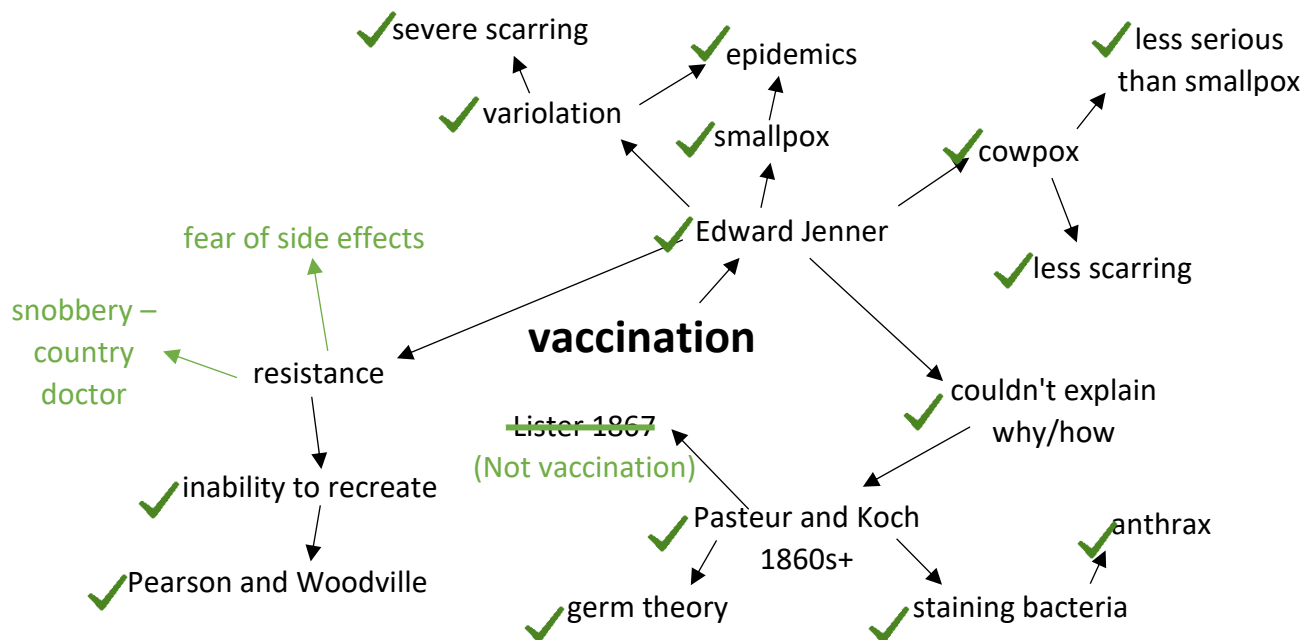 severe scarring
epidemics
less serious
than smallpox
variolation
smallpox
cowpox
Edward Jenner
fear of side effects
less scarring
snobbery –
country
doctor
vaccination
resistance
couldn't explain
why/how
Lister 1867
(Not vaccination)
inability to recreate
Pasteur and Koch
1860s+
anthrax
Pearson and Woodville
germ theory
staining bacteria